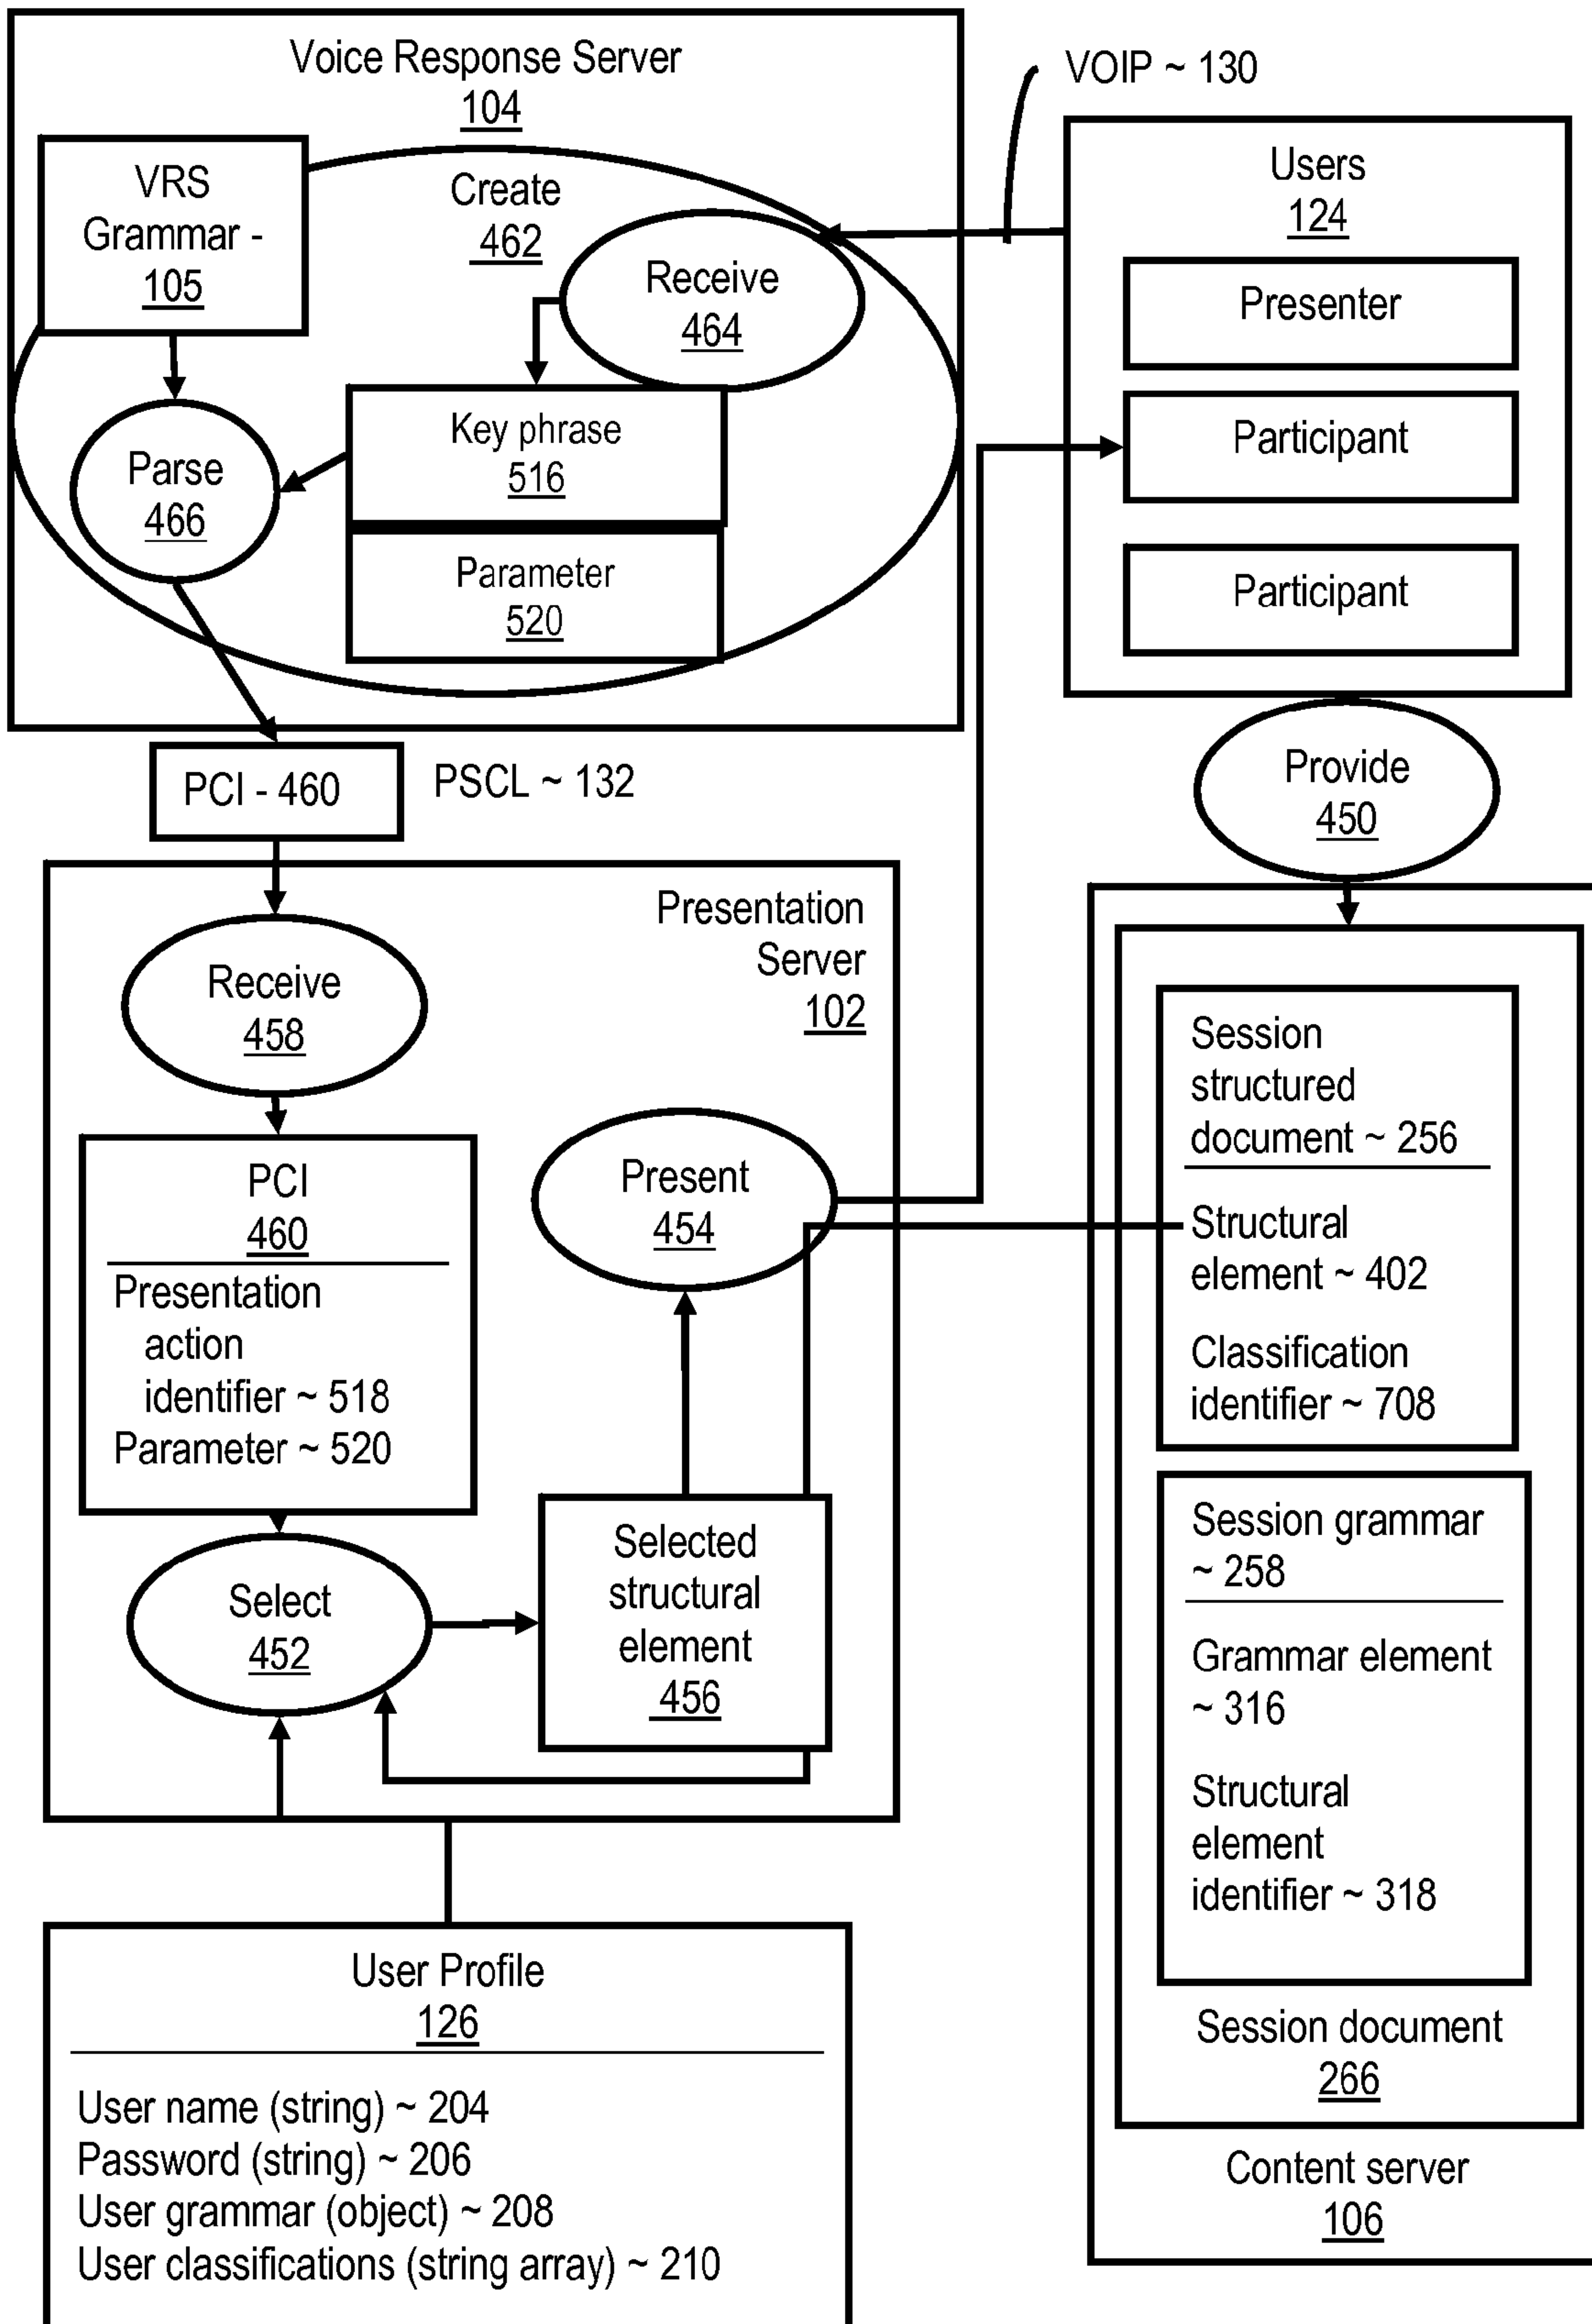 Voice Response Server
104
VOIP ~ 130
VRS
Grammar -
105
Create
462
Receive
464
Key phrase
516
Parse
466
Parameter
520
Users
124
Presenter
Participant
Participant
PCI - 460
PSCL ~ 132
Provide
450
Presentation
Server
102
Receive
458
PCI
460
Presentation
action
identifier ~ 518
Parameter ~ 520
Present
454
Select
452
Selected
structural
element
456
Session
structured
document ~ 256
Structural
element ~ 402
Classification
identifier ~ 708
Session grammar
~ 258
Grammar element
~ 316
Structural
element
identifier ~ 318
Session document
266
Content server
106
User Profile
126
User name (string) ~ 204
Password (string) ~ 206
User grammar (object) ~ 208
User classifications (string array) ~ 210